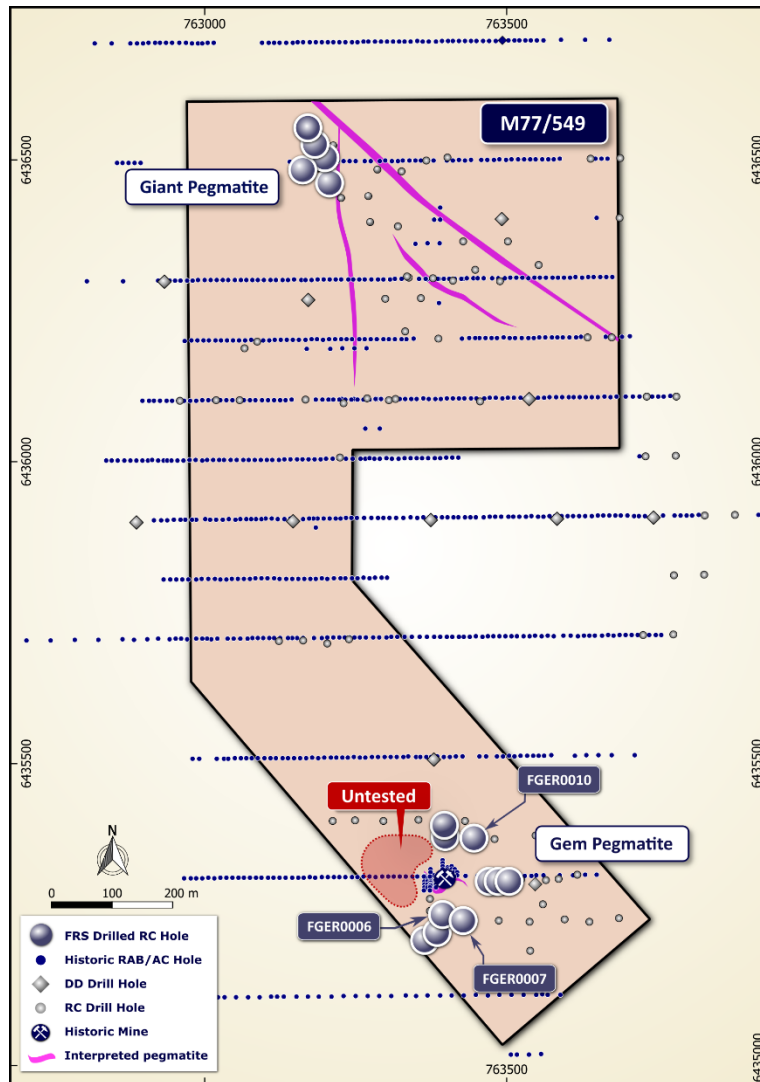 763000
763500
M77/549
6436500
6436500
Giant Pegmatite
6436000
6436000
6435500
6435500
FGER0010
Untested
Gem Pegmatite
N
0
100
200 m
FGER0006
FRS Drilled RC Hole
Historic RAB/AC Hole
FGER0007
DD Drill Hole
RC Drill Hole
Historic Mine
Interpreted pegmatite
6435000
763000
763500